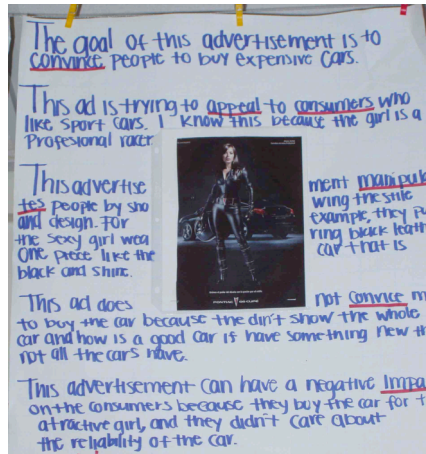 The goal of this advertisement is to
convince people to buy expensive cars.
This ad is trying to appeal to consumers who
like sport cars. I know this because the girl is a
Profesional racer
This advertise ment manipula
tes people by sho wing the stile
and design. For example, they pu
the sexy girl wea ring black leath
One piece like the car that is
black and shine.
This ad does not convice m
to buy the car because the din't show the whole
car and how is a good car if have something new th
not all the cars have.
This advertisement can have a negative Impa
on the consumers because they buy the car for t
atractive girl, and they didn't care about
the reliability of the car.